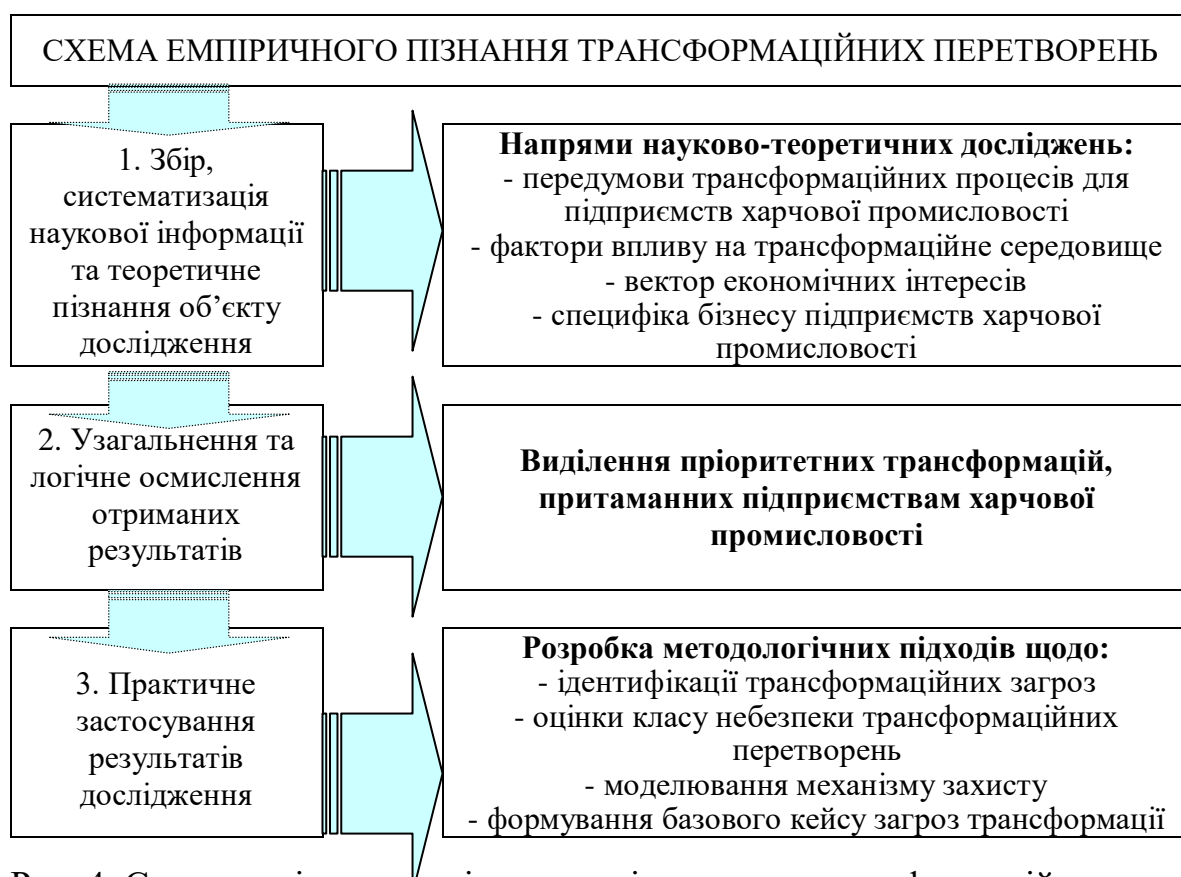 СХЕМА ЕМПІРИЧНОГО ПІЗНАННЯ ТРАНСФОРМАЦІЙНИХ ПЕРЕТВОРЕНЬ
1. Збір,
систематизація
наукової інформації
та теоретичне
пізнання об’єкту
дослідження
Напрями науково-теоретичних досліджень:
- передумови трансформаційних процесів для
підприємств харчової промисловості
- фактори впливу на трансформаційне середовище
- вектор економічних інтересів
- специфіка бізнесу підприємств харчової
промисловості
2. Узагальнення та
логічне осмислення
отриманих
результатів
Виділення пріоритетних трансформацій,
притаманних підприємствам харчової
промисловості
3. Практичне
застосування
результатів
дослідження
Розробка методологічних підходів щодо:
- ідентифікації трансформаційних загроз
- оцінки класу небезпеки трансформаційних
перетворень
- моделювання механізму захисту
- формування базового кейсу загроз трансформації